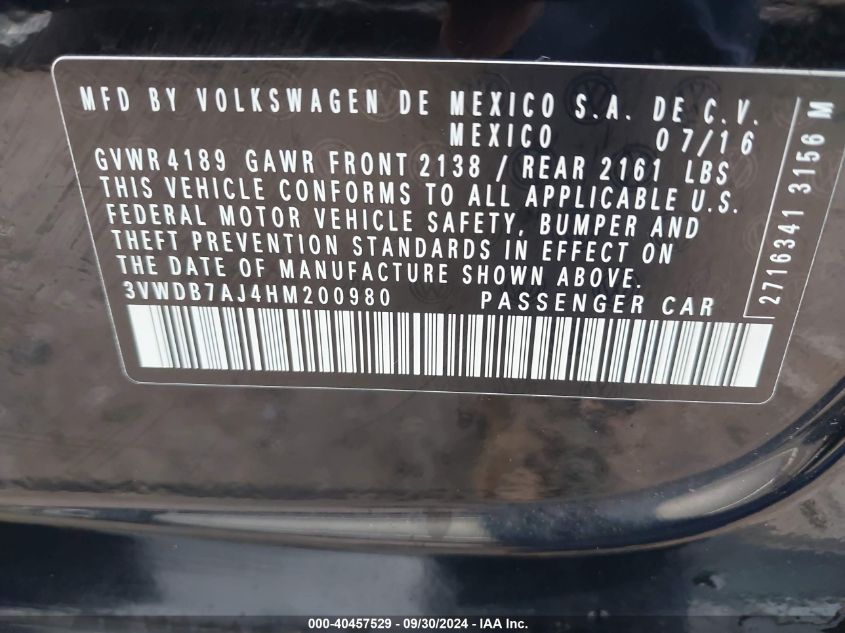 MFD BY VOLKSWAGEN DE MEXICO S.A. DE C.V.
MEXICO 07/16
GVWR 4189 GAWR FRONT 2138 / REAR 2161 LBS
THIS VEHICLE CONFORMS TO ALL APPLICABLE U.S.
FEDERAL MOTOR VEHICLE SAFETY, BUMPER AND
THEFT PREVENTION STANDARDS IN EFFECT ON
THE DATE OF MANUFACTURE SHOWN ABOVE.
3VWDB7AJ4HM200980 PASSENGER CAR
2716341 3156 M
000-40457529 - 09/30/2024 - IAA Inc.